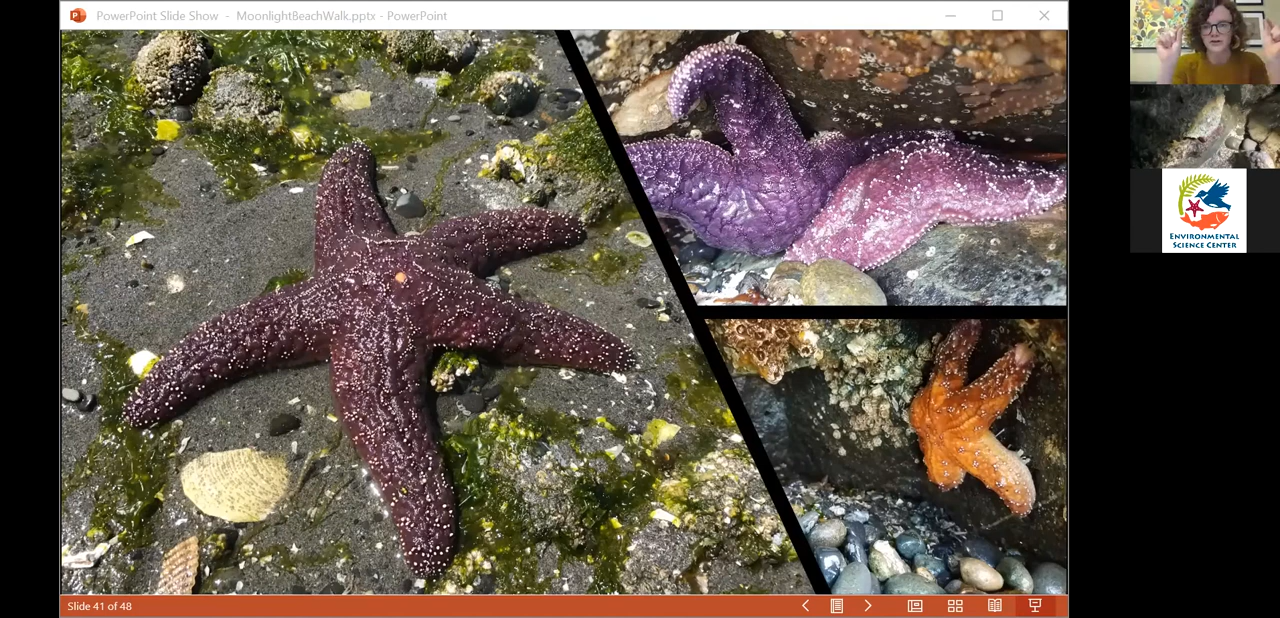 PowerPoint Slide Show - MoonlightBeachWalk.pptx - PowerPoint
ENVIRONMENTAL
SCIENCE CENTER
Slide 41 of 48